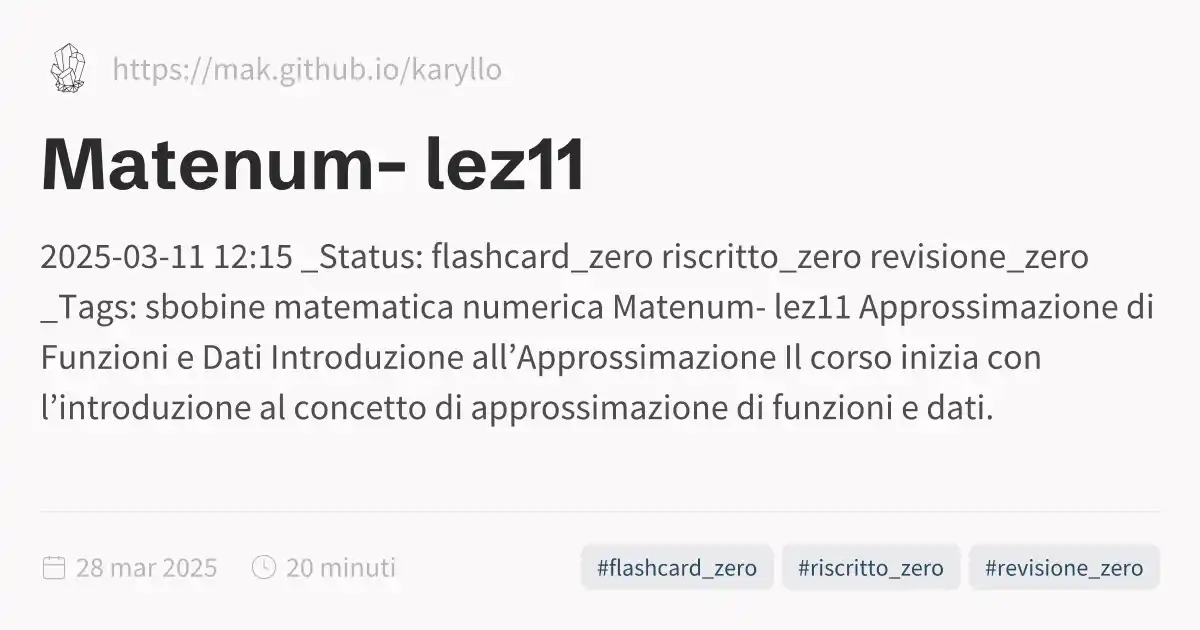 https://mak.github.io/karyllo
Matenum- lez11
2025-03-11 12:15 _Status: flashcard_zero riscritto_zero revisione_zero
_Tags: sbobine matematica numerica Matenum- lez11 Approssimazione di
Funzioni e Dati Introduzione all’Approssimazione Il corso inizia con
l’introduzione al concetto di approssimazione di funzioni e dati.
28 mar 2025 20 minuti #flashcard_zero #riscritto_zero #revisione_zero